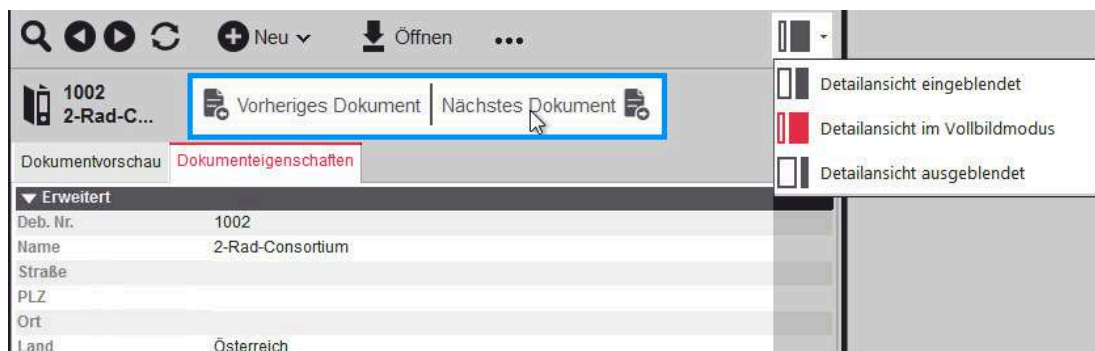 Neu
Öffnen
1002
2-Rad-C...
Vorheriges Dokument
Nächstes Dokument
Detailansicht eingeblendet
Detailansicht im Vollbildmodus
Detailansicht ausgeblendet
Dokumentvorschau
Dokumenteigenschaften
Erweitert
Deb. Nr. 1002
Name 2-Rad-Consortium
Straße
PLZ
Ort
Land Österreich